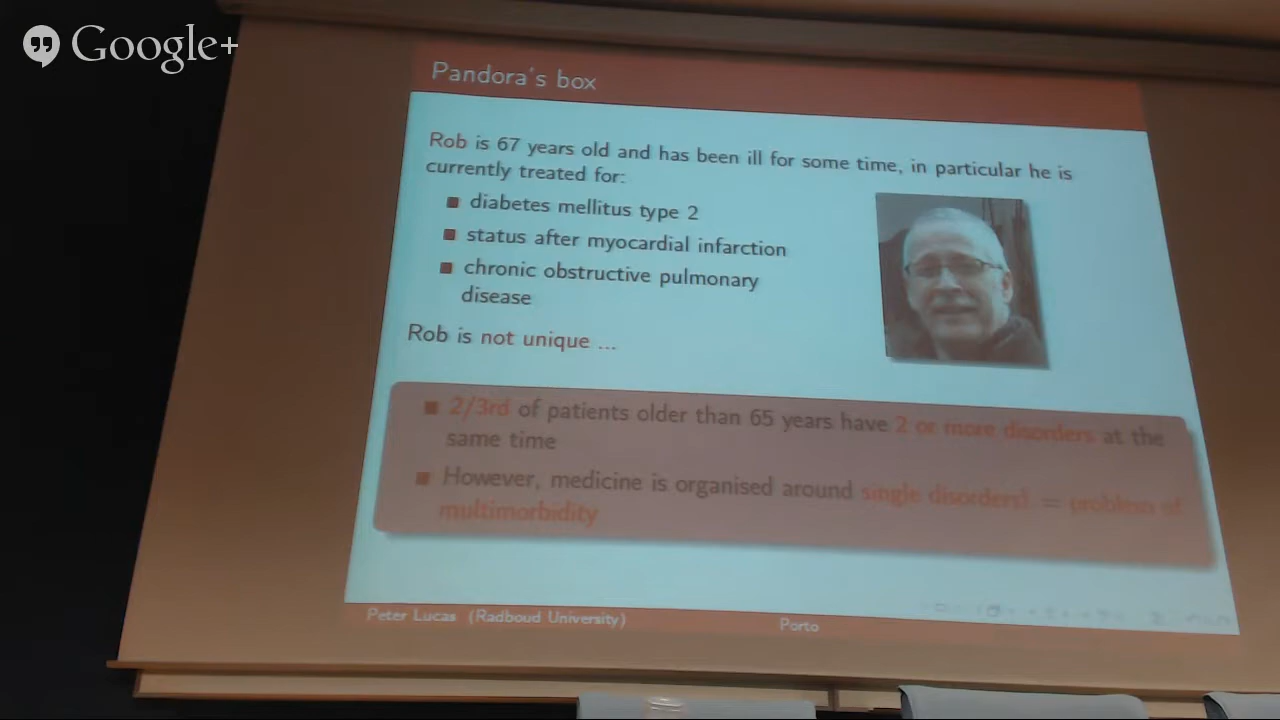 Google+
Pandora's box
Rob is 67 years old and has been ill for some time, in particular he is
currently treated for:
diabetes mellitus type 2
status after myocardial infarction
chronic obstructive pulmonary
disease
Rob is not unique ...
2/3rd of patients older than 65 years have 2 or more disorders at the
same time
However, medicine is organised around single disorders! = problem of
multimorbidity
Peter Lucas (Radboud University)
Porto